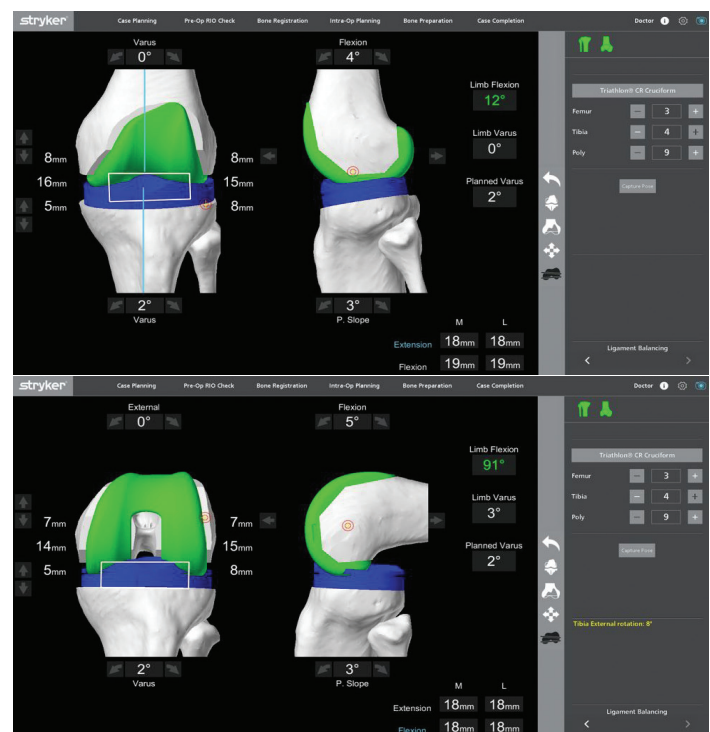 stryker Case Planning Pre-Op RIO Check Bone Registration Intra-Op Planning Bone Preparation Case Completion Doctor
Varus
0°
Flexion
4°
Limb Flexion
12°
Limb Varus
0°
Planned Varus
2°
8mm 8mm
16mm 15mm
5mm 8mm
2°
Varus
3°
P. Slope
M L
Extension 18mm 18mm
Flexion 19mm 19mm
Triathlon® CR Cruciform
Femur − 3 +
Tibia − 4 +
Poly − 9 +
Capture Pose
Ligament Balancing
< >
stryker Case Planning Pre-Op RIO Check Bone Registration Intra-Op Planning Bone Preparation Case Completion Doctor
External
0°
Flexion
5°
Limb Flexion
91°
Limb Varus
3°
Planned Varus
2°
7mm 7mm
14mm 15mm
5mm 8mm
2°
Varus
3°
P. Slope
M L
Extension 18mm 18mm
Flexion 18mm 18mm
Triathlon® CR Cruciform
Femur − 3 +
Tibia − 4 +
Poly − 9 +
Capture Pose
Tibia External rotation: 8°
Ligament Balancing
< >